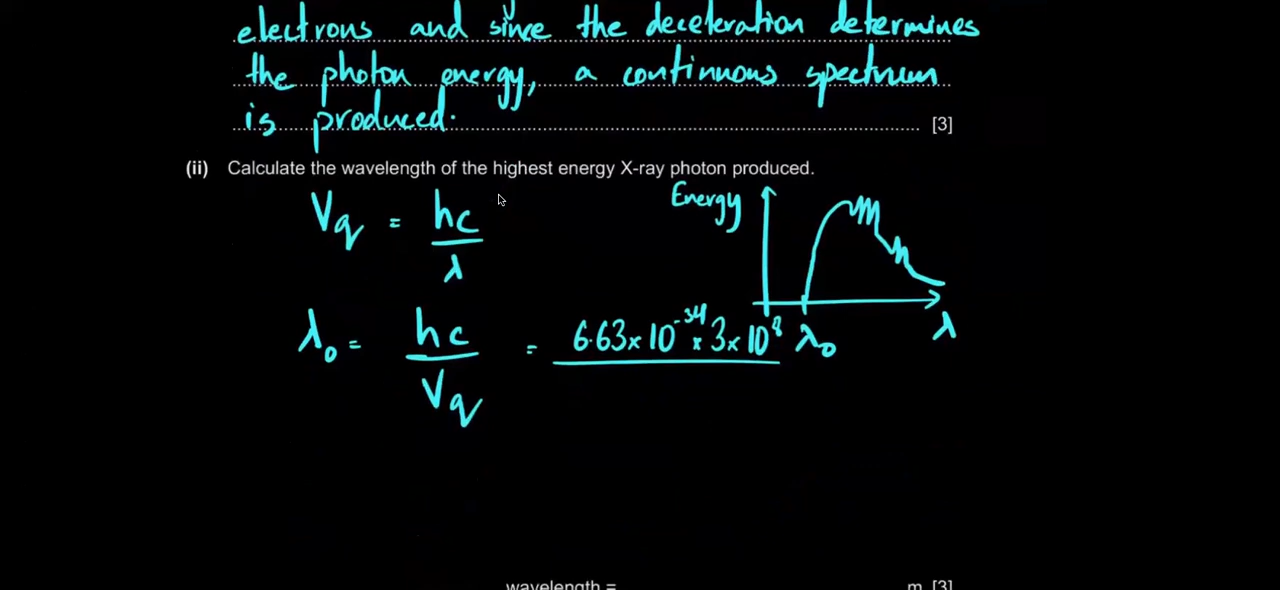 electrons and since the deceleration determines
the photon energy, a continuous spectrum
is produced. [3]
(ii) Calculate the wavelength of the highest energy X-ray photon produced.
Vq = hc/λ
Energy
λ₀ = hc/Vq = 6.63×10⁻³⁴ × 3×10⁸
λ₀
λ
wavelength = m [3]